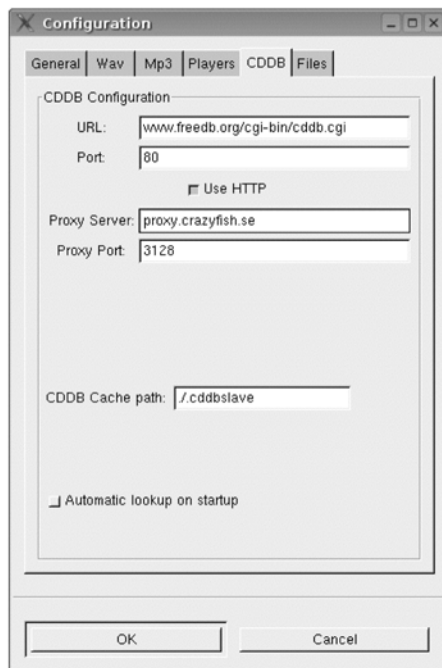 Configuration
General Wav Mp3 Players CDDB Files
CDDB Configuration
URL: www.freedb.org/cgi-bin/cddb.cgi
Port: 80
Use HTTP
Proxy Server: proxy.crazyfish.se
Proxy Port: 3128
CDDB Cache path: ./.cddbslave
Automatic lookup on startup
OK Cancel